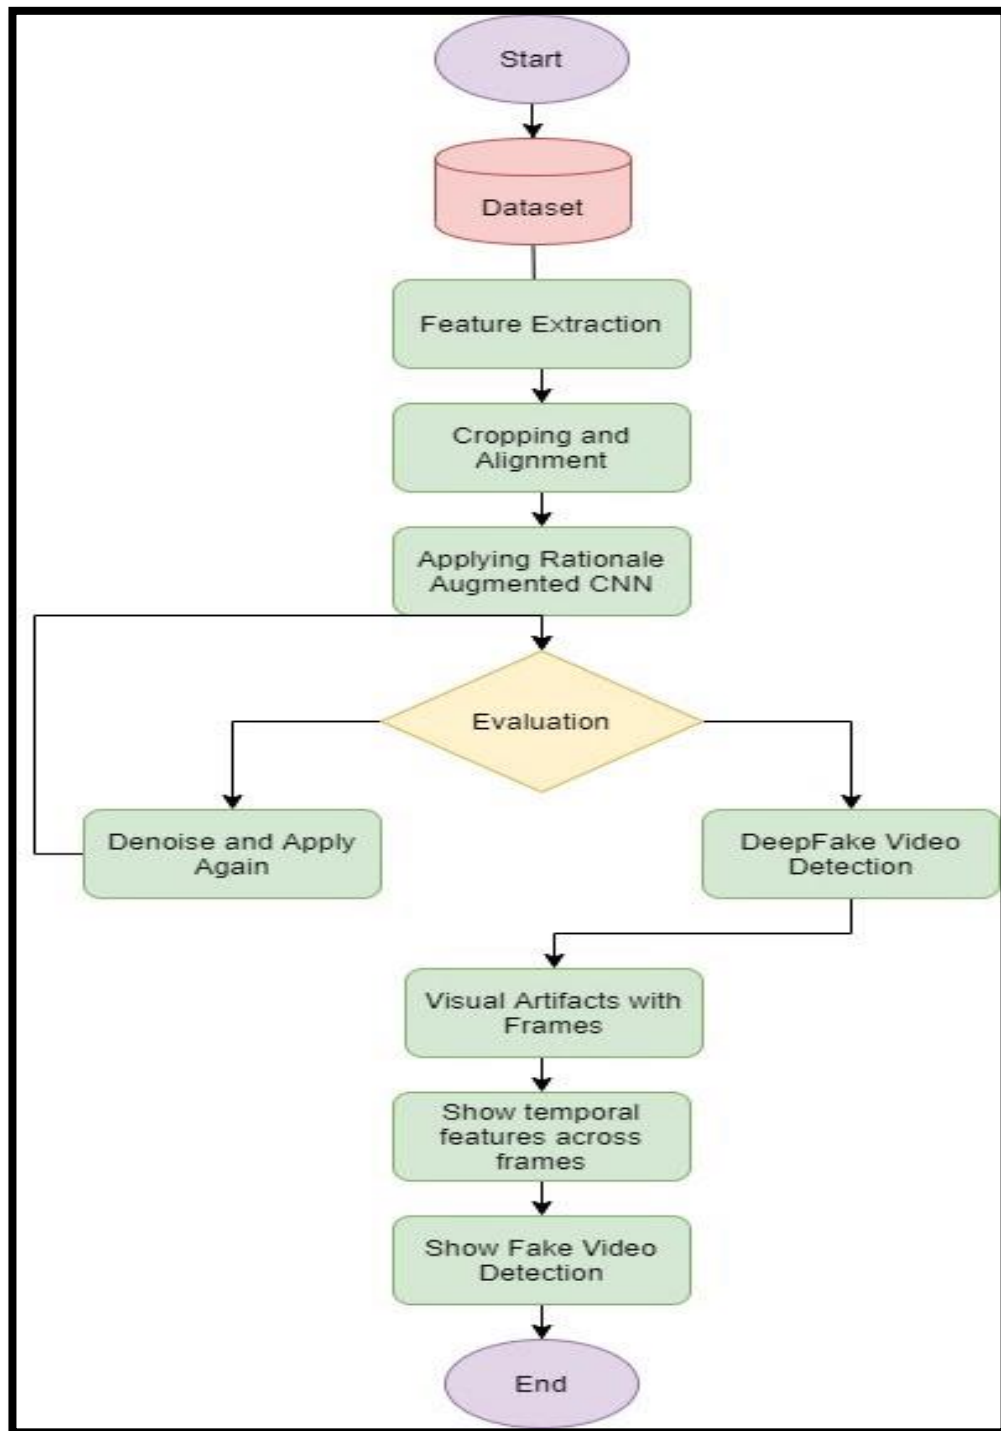 Start
Dataset
Feature Extraction
Cropping and
Alignment
Applying Rationale
Augmented CNN
Evaluation
Denoise and Apply
Again
DeepFake Video
Detection
Visual Artifacts with
Frames
Show temporal
features across
frames
Show Fake Video
Detection
End